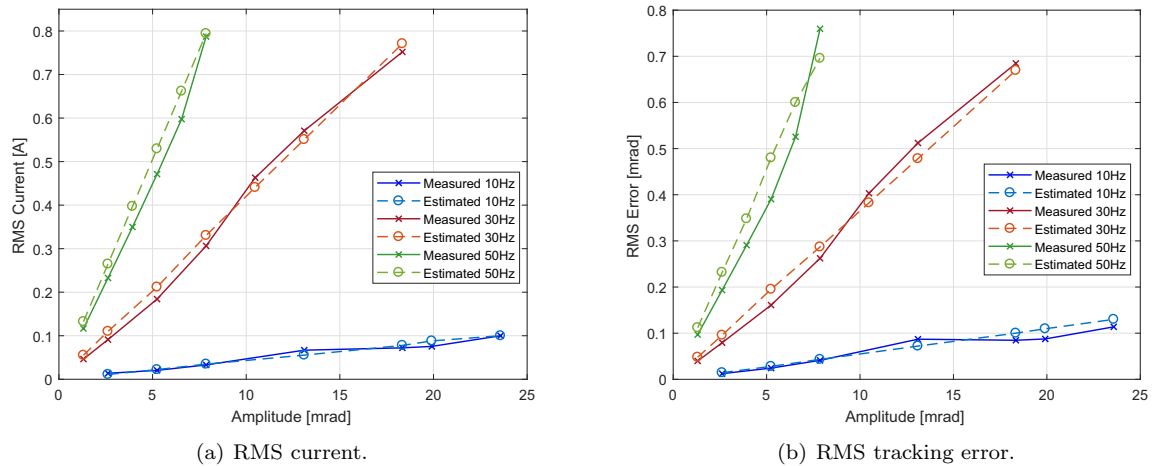 0.8
0.7
0.6
0.5
0.4
0.3
0.2
0.1
0
RMS Current [A]
0 5 10 15 20 25
Amplitude [mrad]
Measured 10Hz
Estimated 10Hz
Measured 30Hz
Estimated 30Hz
Measured 50Hz
Estimated 50Hz
(a) RMS current.
0.8
0.7
0.6
0.5
0.4
0.3
0.2
0.1
0
RMS Error [mrad]
0 5 10 15 20 25
Amplitude [mrad]
Measured 10Hz
Estimated 10Hz
Measured 30Hz
Estimated 30Hz
Measured 50Hz
Estimated 50Hz
(b) RMS tracking error.